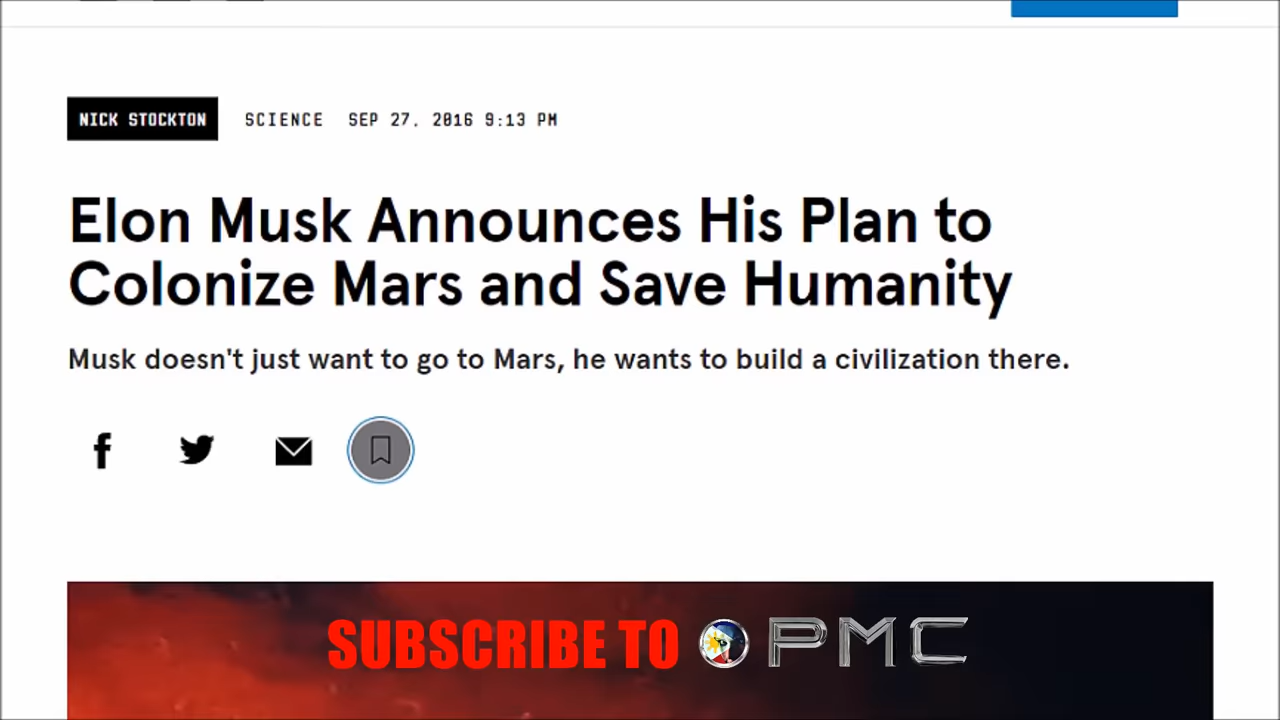 NICK STOCKTON SCIENCE SEP 27, 2016 9:13 PM
Elon Musk Announces His Plan to
Colonize Mars and Save Humanity
Musk doesn't just want to go to Mars, he wants to build a civilization there.
SUBSCRIBE TO PMC